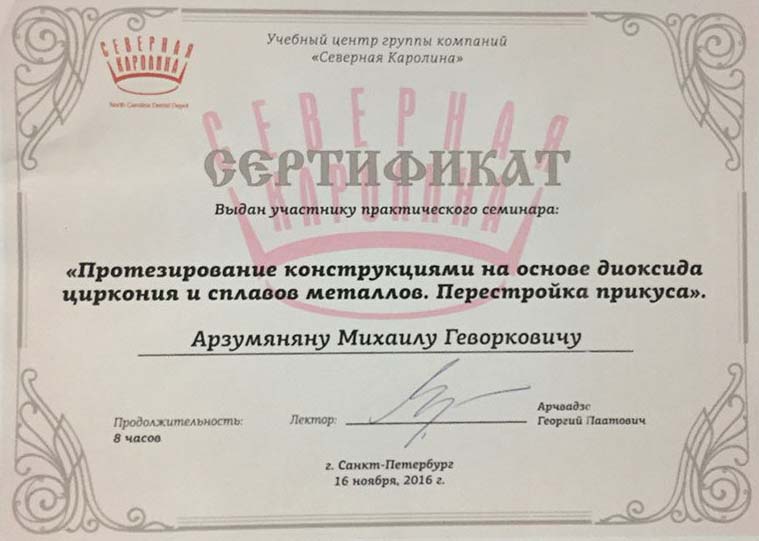 СЕВЕРНАЯ
КАРОЛИНА
North Carolina Dental Depot
Учебный центр группы компаний
«Северная Каролина»
СЕВЕРНАЯ
КАРОЛИНА
СЕРТИФИКАТ
Выдан участнику практического семинара:
«Протезирование конструкциями на основе диоксида
циркония и сплавов металлов. Перестройка прикуса».
Арзумяняну Михаилу Геворковичу
Продолжительность:
8 часов
Лектор:
Арчвадзе
Георгий Паатович
г. Санкт-Петербург
16 ноября, 2016 г.